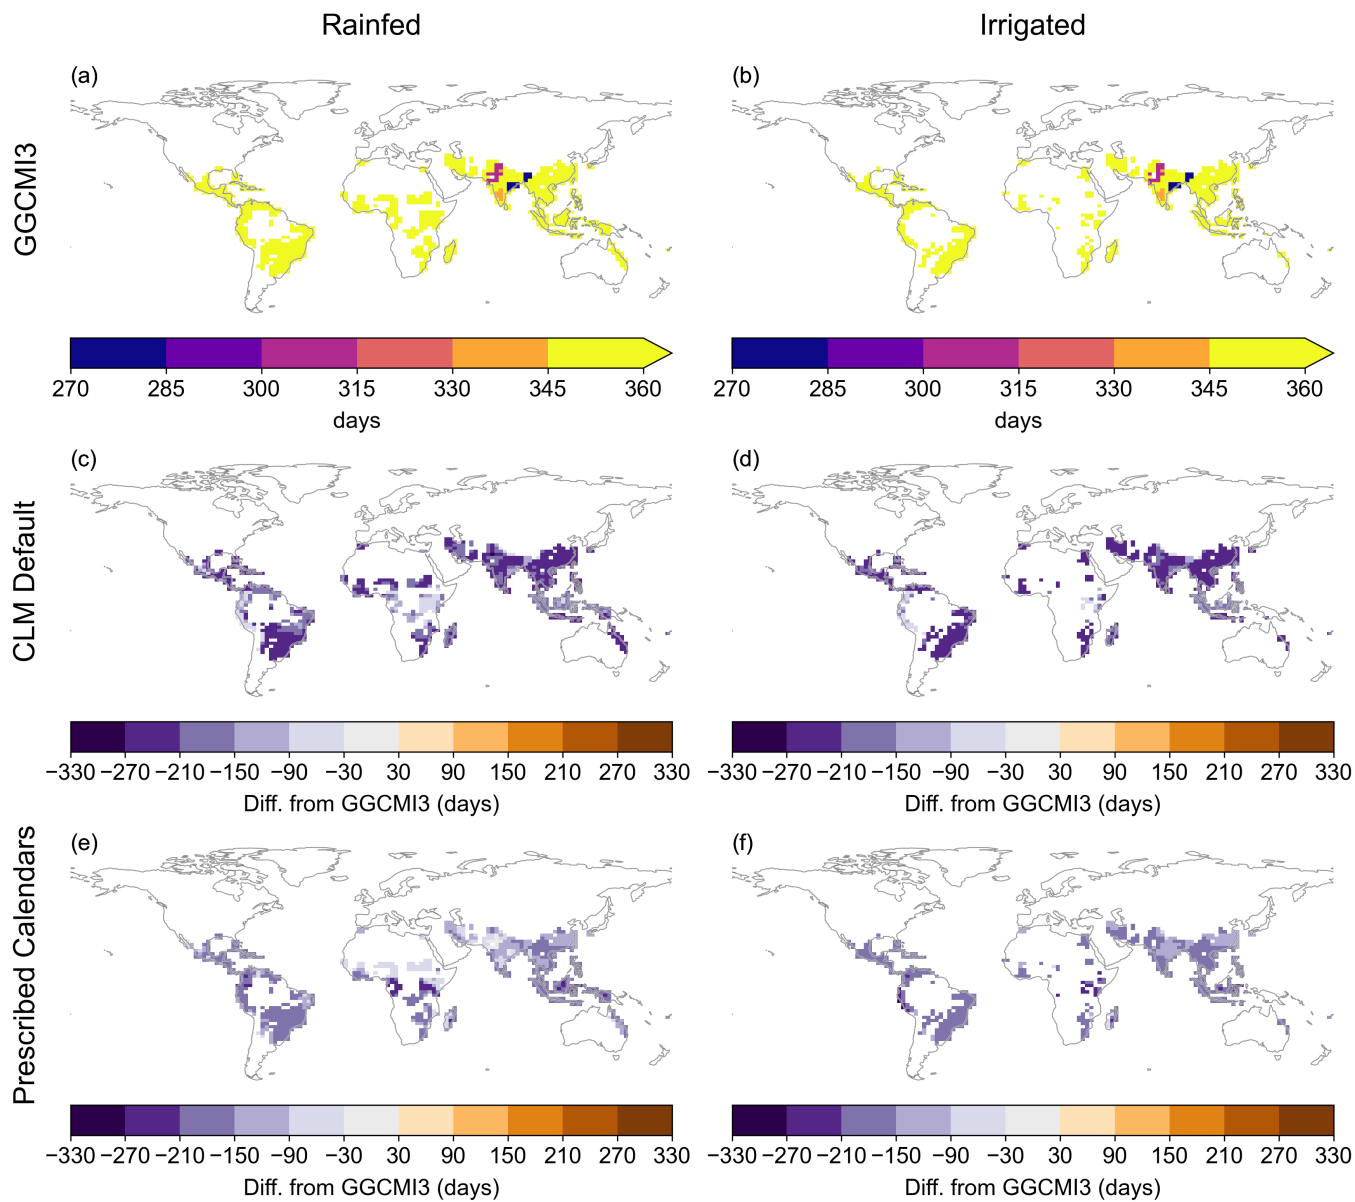 Rainfed
Irrigated
(a)
(b)
GGCMI3
270 285 300 315 330 345 360
days
270 285 300 315 330 345 360
days
(c)
(d)
CLM Default
−330 −270 −210 −150 −90 −30 30 90 150 210 270 330
Diff. from GGCMI3 (days)
−330 −270 −210 −150 −90 −30 30 90 150 210 270 330
Diff. from GGCMI3 (days)
(e)
(f)
Prescribed Calendars
−330 −270 −210 −150 −90 −30 30 90 150 210 270 330
Diff. from GGCMI3 (days)
−330 −270 −210 −150 −90 −30 30 90 150 210 270 330
Diff. from GGCMI3 (days)